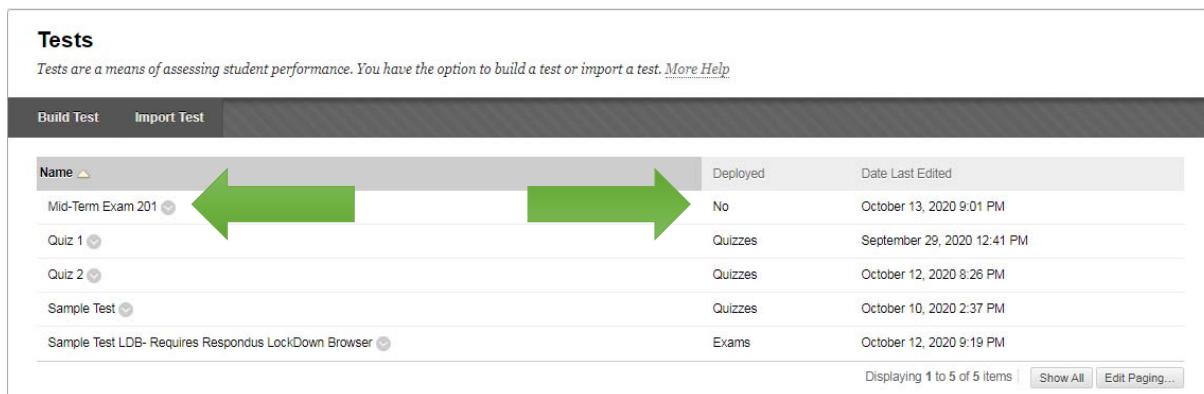 Tests
Tests are a means of assessing student performance. You have the option to build a test or import a test. More Help
Build Test Import Test
Name Deployed Date Last Edited
Mid-Term Exam 201 No October 13, 2020 9:01 PM
Quiz 1 Quizzes September 29, 2020 12:41 PM
Quiz 2 Quizzes October 12, 2020 8:26 PM
Sample Test Quizzes October 10, 2020 2:37 PM
Sample Test LDB- Requires Respondus LockDown Browser Exams October 12, 2020 9:19 PM
Displaying 1 to 5 of 5 items Show All Edit Paging...